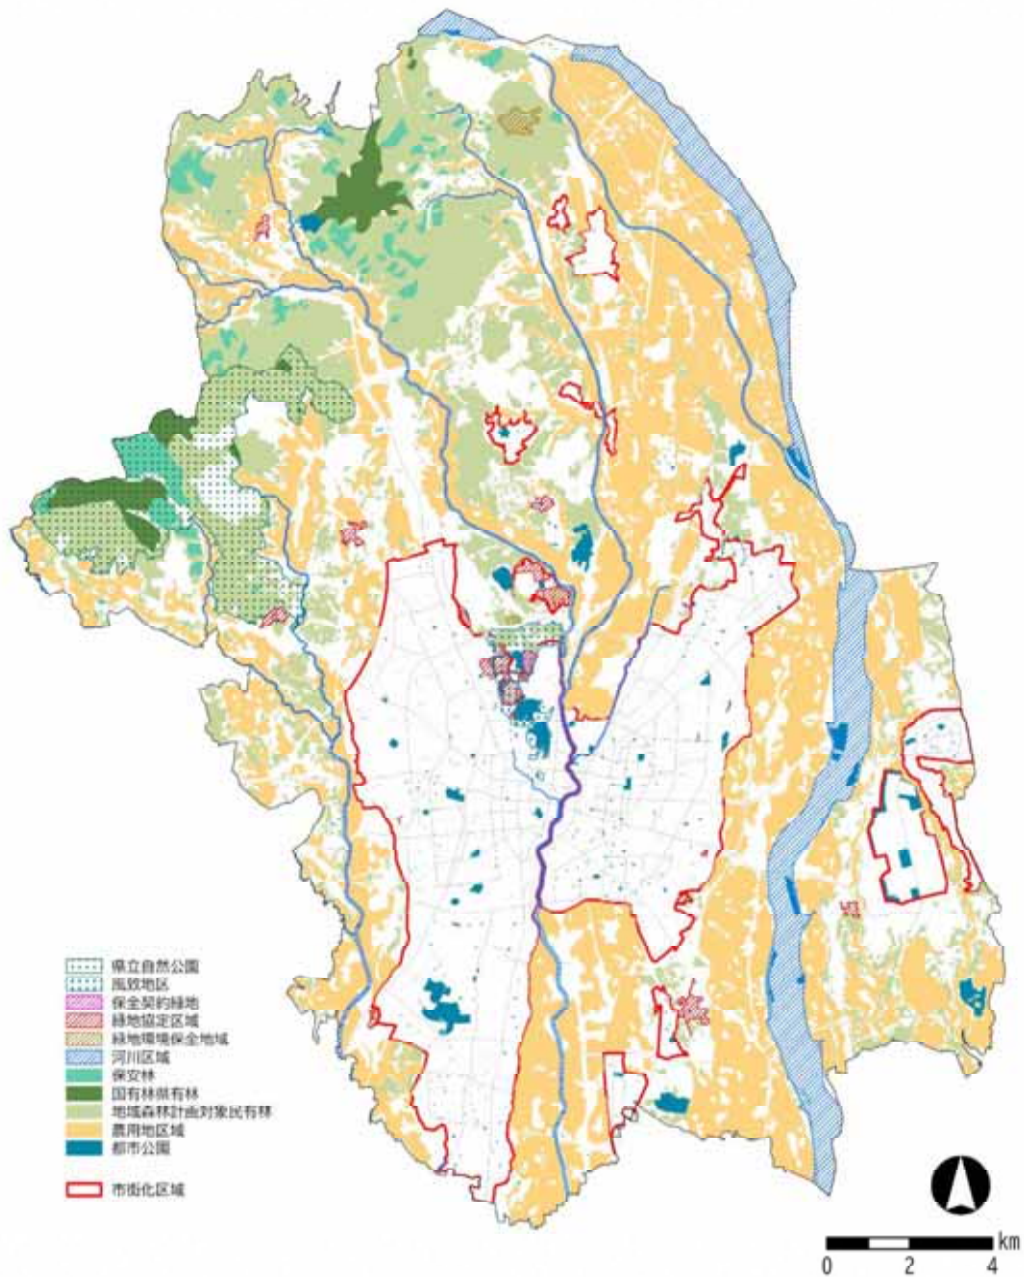 県立自然公園
風致地区
保全契約緑地
緑地協定区域
緑地環境保全地域
河川区域
保安林
国有林県有林
地域森林計画対象民有林
農用地区域
都市公園
市街化区域
km
0 2 4